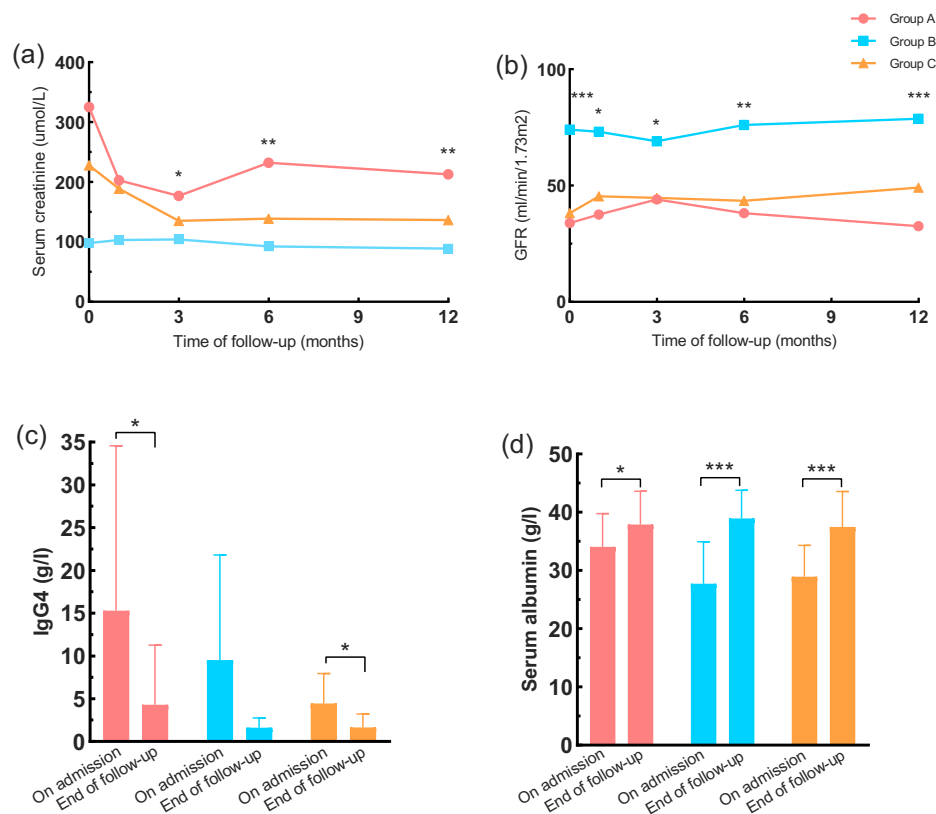 Group A
Group B
Group C
(a)
Serum creatinine (umol/L)
400
300
200
100
0
*
**
**
0 3 6 9 12
Time of follow-up (months)
(b)
GFR (ml/min/1.73m2)
100
50
0
***
*
*
**
***
0 3 6 9 12
Time of follow-up (months)
(c)
IgG4 (g/l)
35
30
25
20
15
10
5
0
*
*
On admission
End of follow-up
On admission
End of follow-up
On admission
End of follow-up
(d)
Serum albumin (g/l)
50
40
30
20
10
0
*
***
***
On admission
End of follow-up
On admission
End of follow-up
On admission
End of follow-up